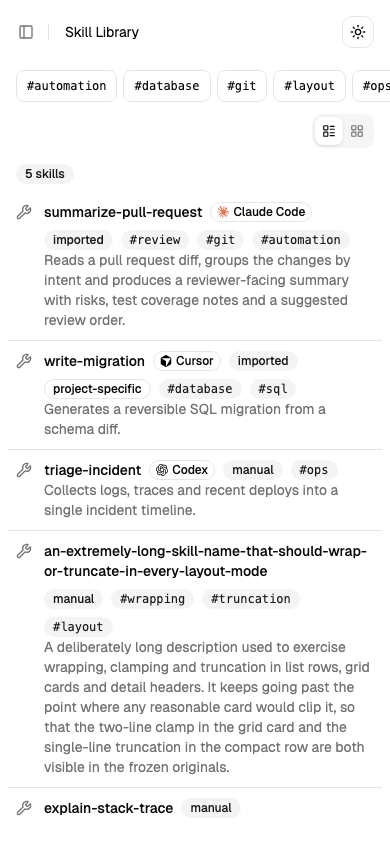 Skill Library
#automation #database #git #layout #ops
5 skills
summarize-pull-request Claude Code
imported #review #git #automation
Reads a pull request diff, groups the changes by
intent and produces a reviewer-facing summary
with risks, test coverage notes and a suggested
review order.
write-migration Cursor imported
project-specific #database #sql
Generates a reversible SQL migration from a
schema diff.
triage-incident Codex manual #ops
Collects logs, traces and recent deploys into a
single incident timeline.
an-extremely-long-skill-name-that-should-wrap-
or-truncate-in-every-layout-mode
manual #wrapping #truncation
#layout
A deliberately long description used to exercise
wrapping, clamping and truncation in list rows, grid
cards and detail headers. It keeps going past the
point where any reasonable card would clip it, so
that the two-line clamp in the grid card and the
single-line truncation in the compact row are both
visible in the frozen originals.
explain-stack-trace manual